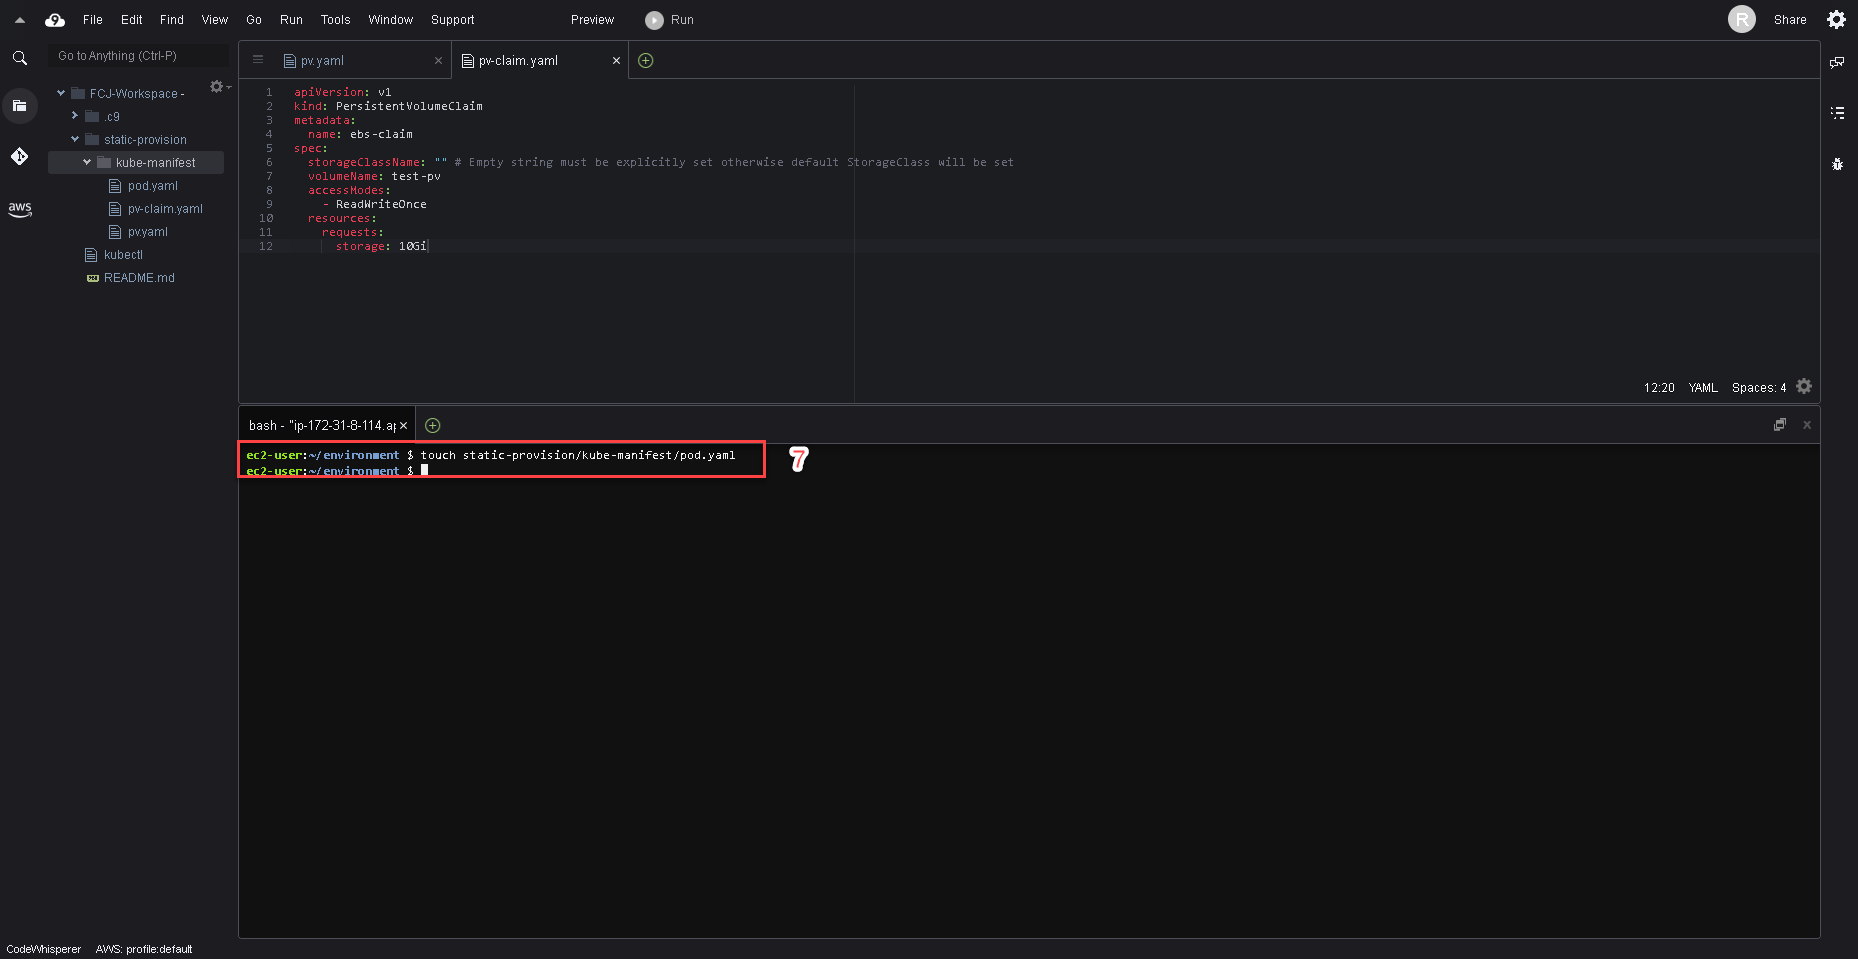 File Edit Find View Go Run Tools Window Support Preview Run R Share
Go to Anything (Ctrl-P)
FCJ-Workspace -
.c9
static-provision
kube-manifest
pod.yaml
pv-claim.yaml
pv.yaml
kubectl
README.md
aws
pv.yaml × pv-claim.yaml ×
1 apiVersion: v1
2 kind: PersistentVolumeClaim
3 metadata:
4 name: ebs-claim
5 spec:
6 storageClassName: "" # Empty string must be explicitly set otherwise default StorageClass will be set
7 volumeName: test-pv
8 accessModes:
9 - ReadWriteOnce
10 resources:
11 requests:
12 storage: 10Gi
12:20 YAML Spaces: 4
bash - "ip-172-31-8-114.ap ×
ec2-user:~/environment $ touch static-provision/kube-manifest/pod.yaml
ec2-user:~/environment $
7
CodeWhisperer AWS: profile:default